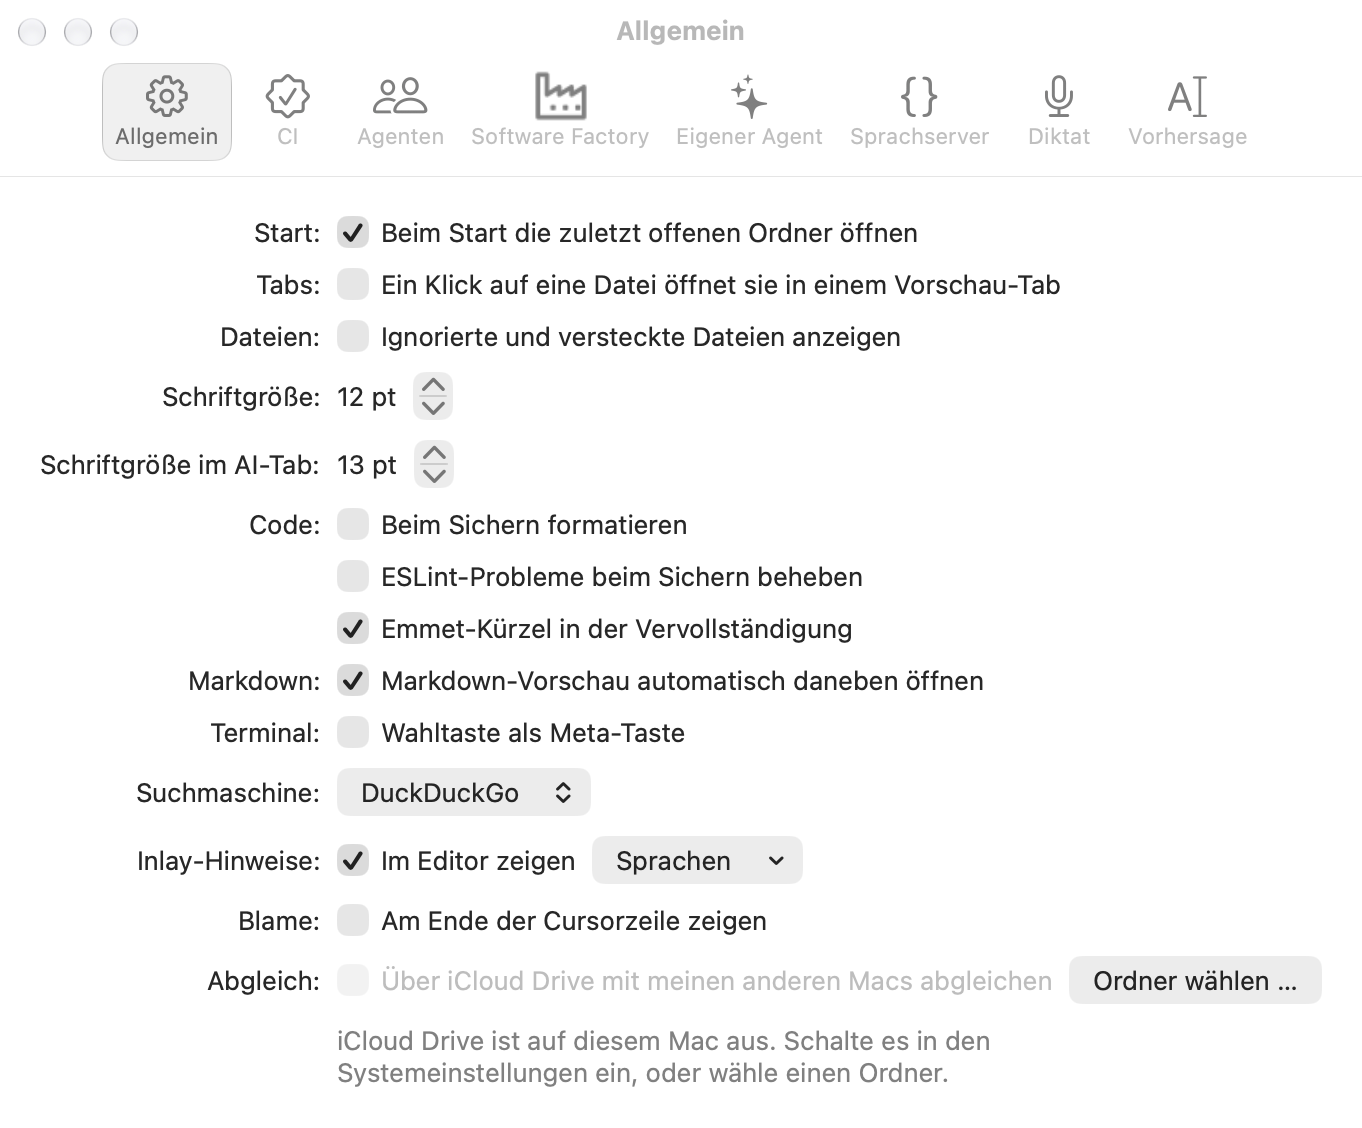 Allgemein
Allgemein CI Agenten Software Factory Eigener Agent Sprachserver Diktat Vorhersage
Start: Beim Start die zuletzt offenen Ordner öffnen
Tabs: Ein Klick auf eine Datei öffnet sie in einem Vorschau-Tab
Dateien: Ignorierte und versteckte Dateien anzeigen
Schriftgröße: 12 pt
Schriftgröße im AI-Tab: 13 pt
Code: Beim Sichern formatieren
ESLint-Probleme beim Sichern beheben
Emmet-Kürzel in der Vervollständigung
Markdown: Markdown-Vorschau automatisch daneben öffnen
Terminal: Wahltaste als Meta-Taste
Suchmaschine: DuckDuckGo
Inlay-Hinweise: Im Editor zeigen Sprachen
Blame: Am Ende der Cursorzeile zeigen
Abgleich: Über iCloud Drive mit meinen anderen Macs abgleichen Ordner wählen ...
iCloud Drive ist auf diesem Mac aus. Schalte es in den
Systemeinstellungen ein, oder wähle einen Ordner.